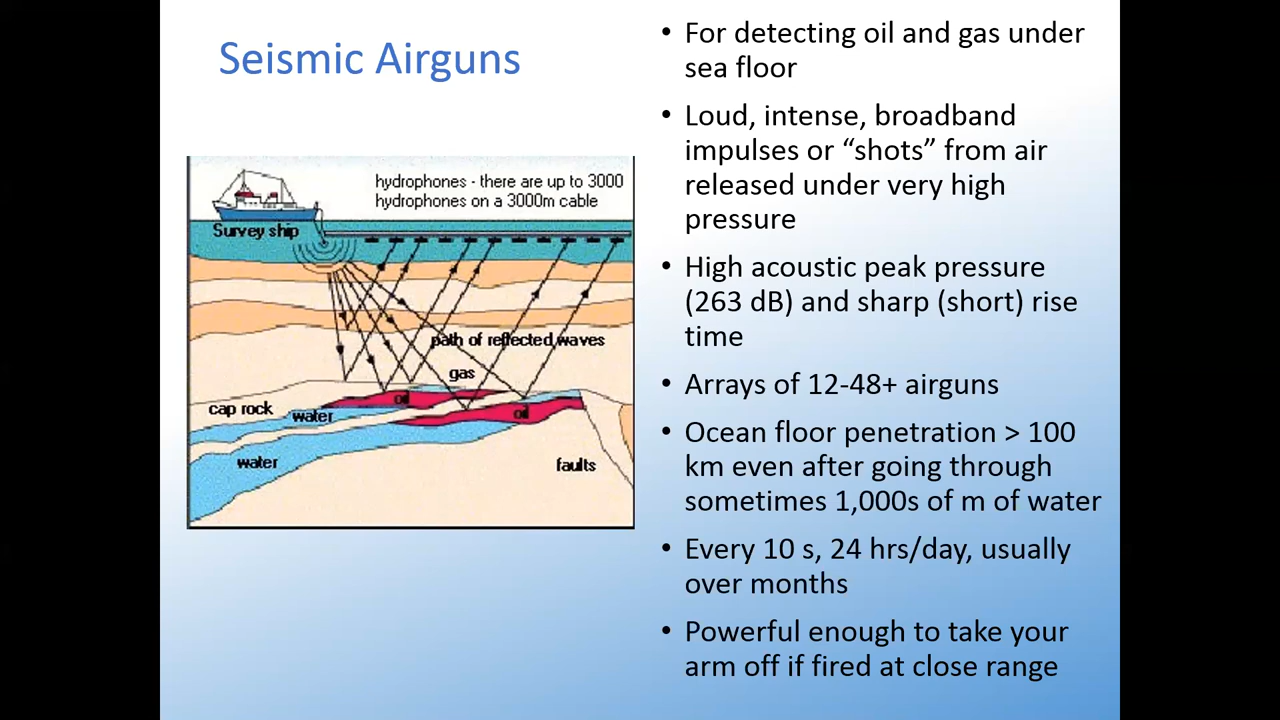 Seismic Airguns
hydrophones - there are up to 3000
hydrophones on a 3000m cable
Survey ship
path of reflected waves
gas
oil
cap rock
water
oil
water
faults
• For detecting oil and gas under
sea floor
• Loud, intense, broadband
impulses or “shots” from air
released under very high
pressure
• High acoustic peak pressure
(263 dB) and sharp (short) rise
time
• Arrays of 12-48+ airguns
• Ocean floor penetration > 100
km even after going through
sometimes 1,000s of m of water
• Every 10 s, 24 hrs/day, usually
over months
• Powerful enough to take your
arm off if fired at close range